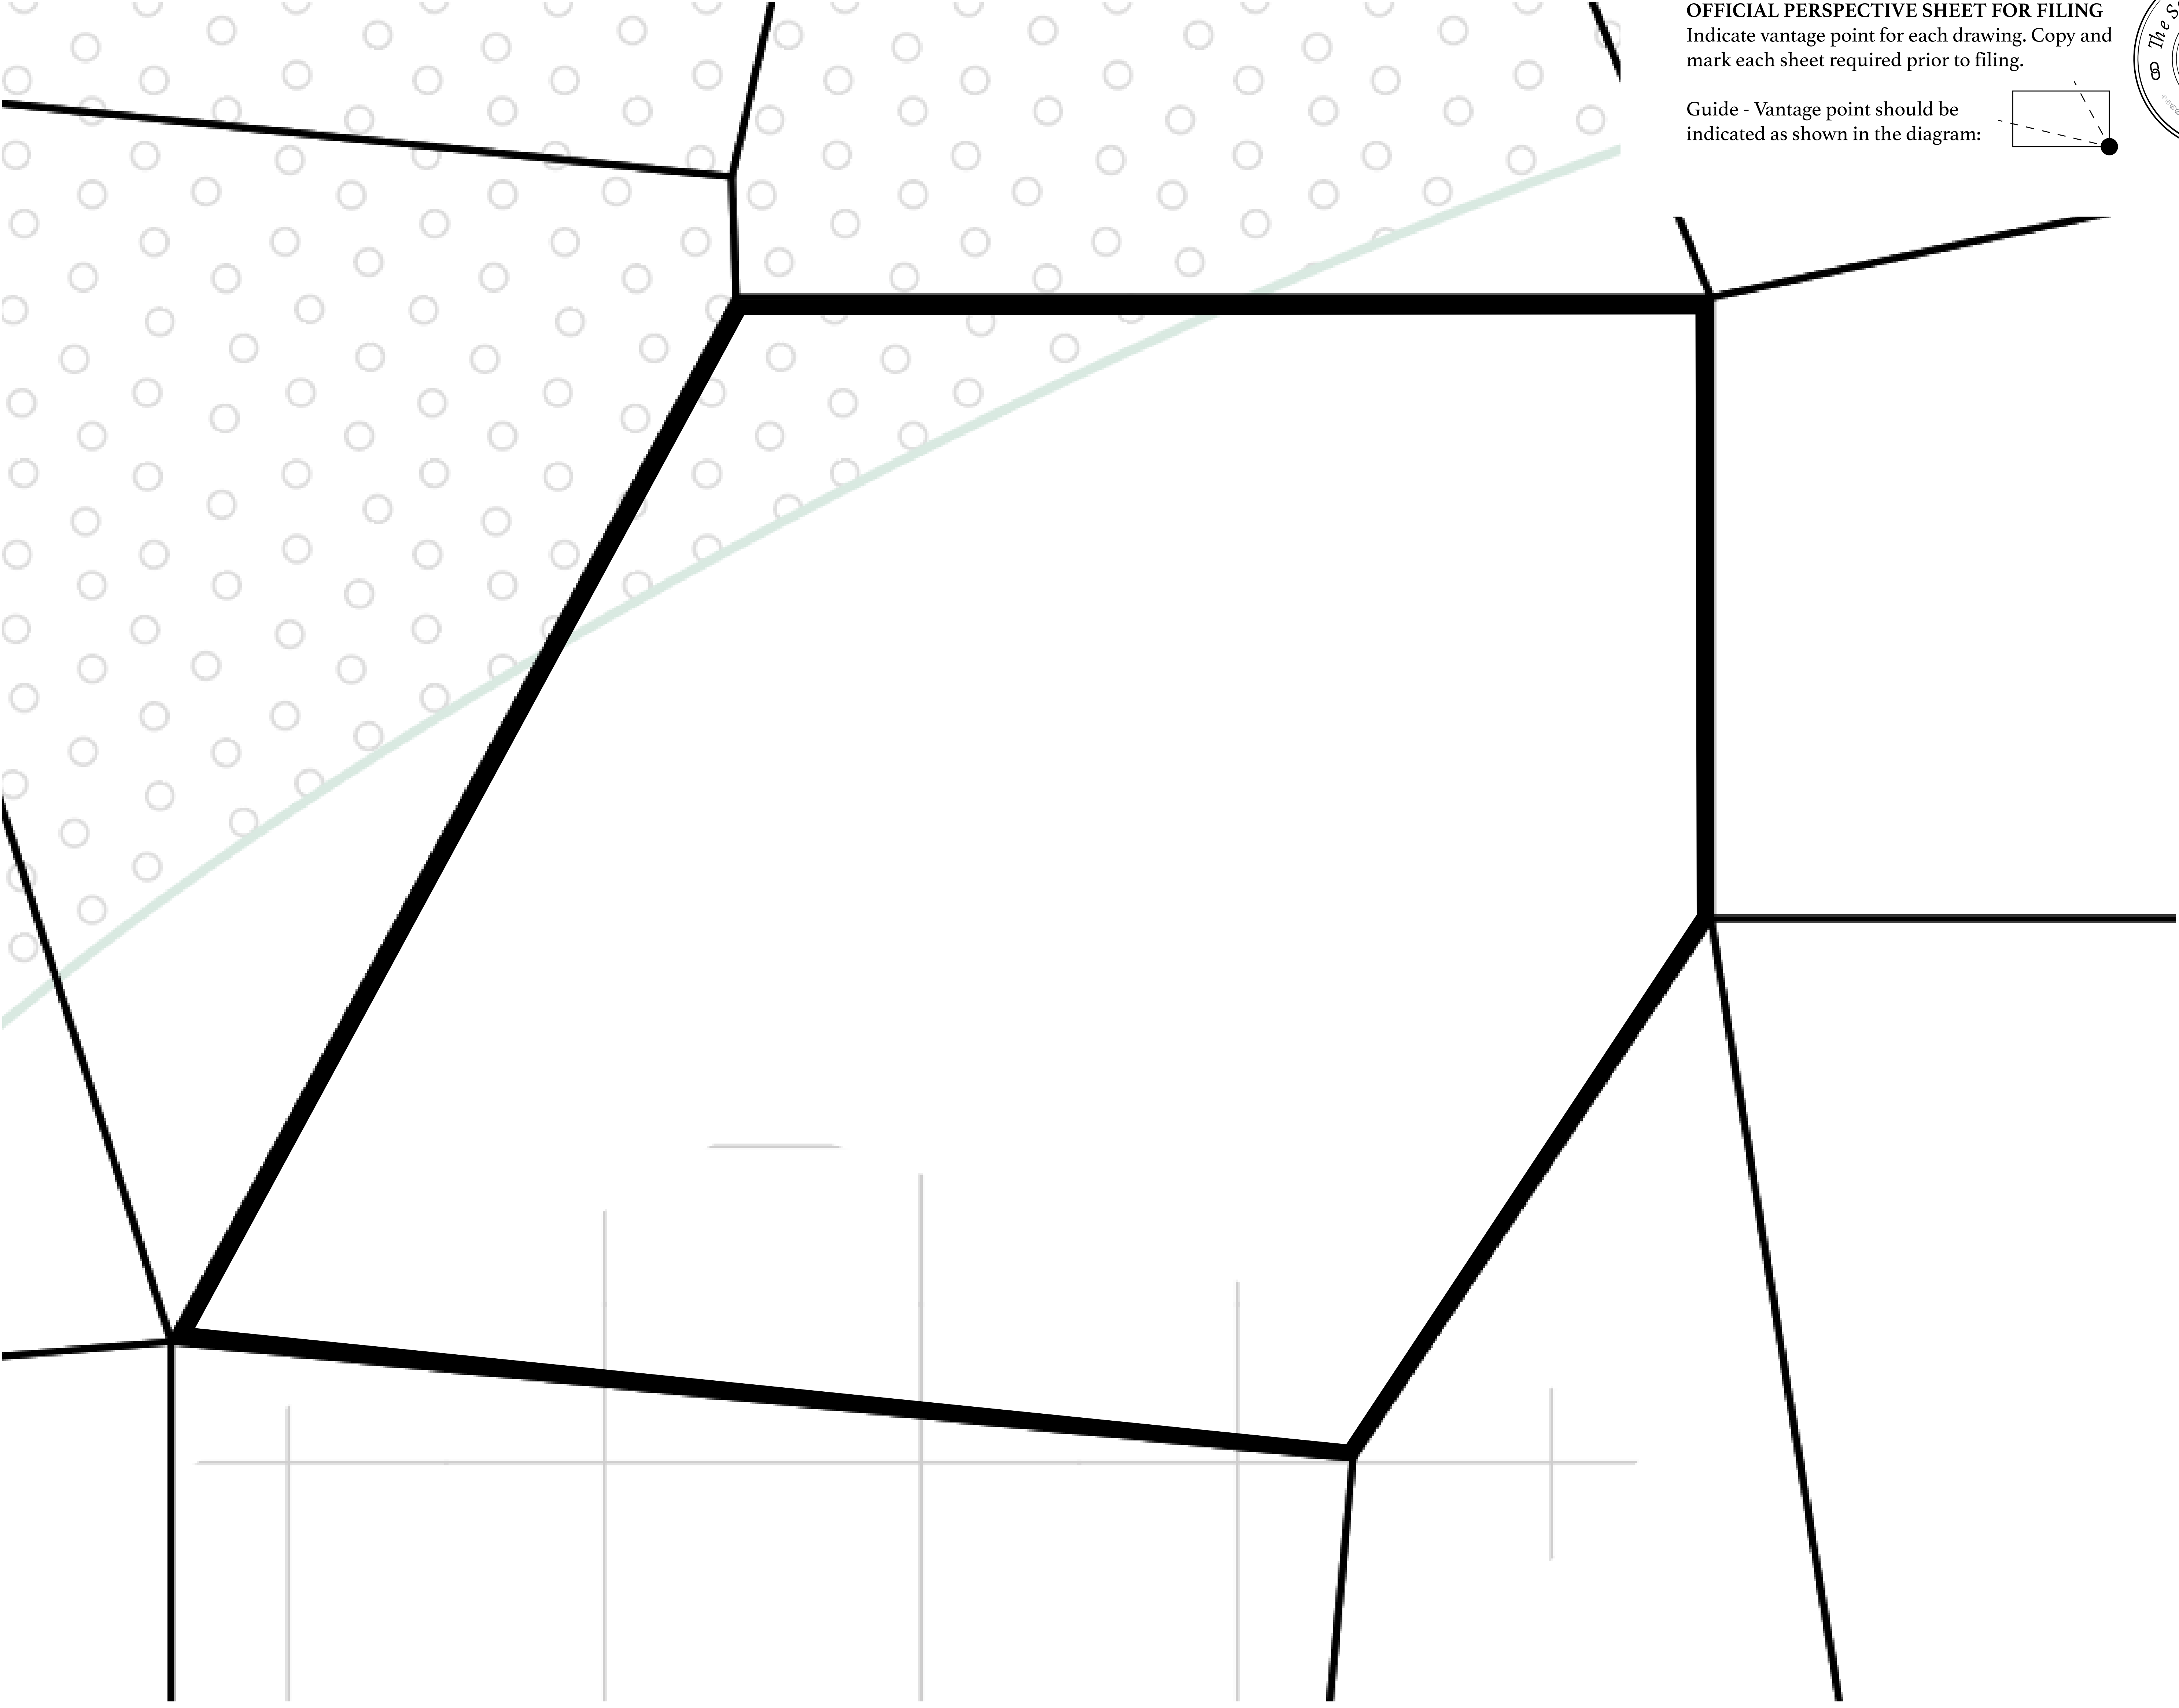 OFFICIAL PERSPECTIVE SHEET FOR FILING
Indicate vantage point for each drawing. Copy and
mark each sheet required prior to filing.
Guide - Vantage point should be
indicated as shown in the diagram:
The